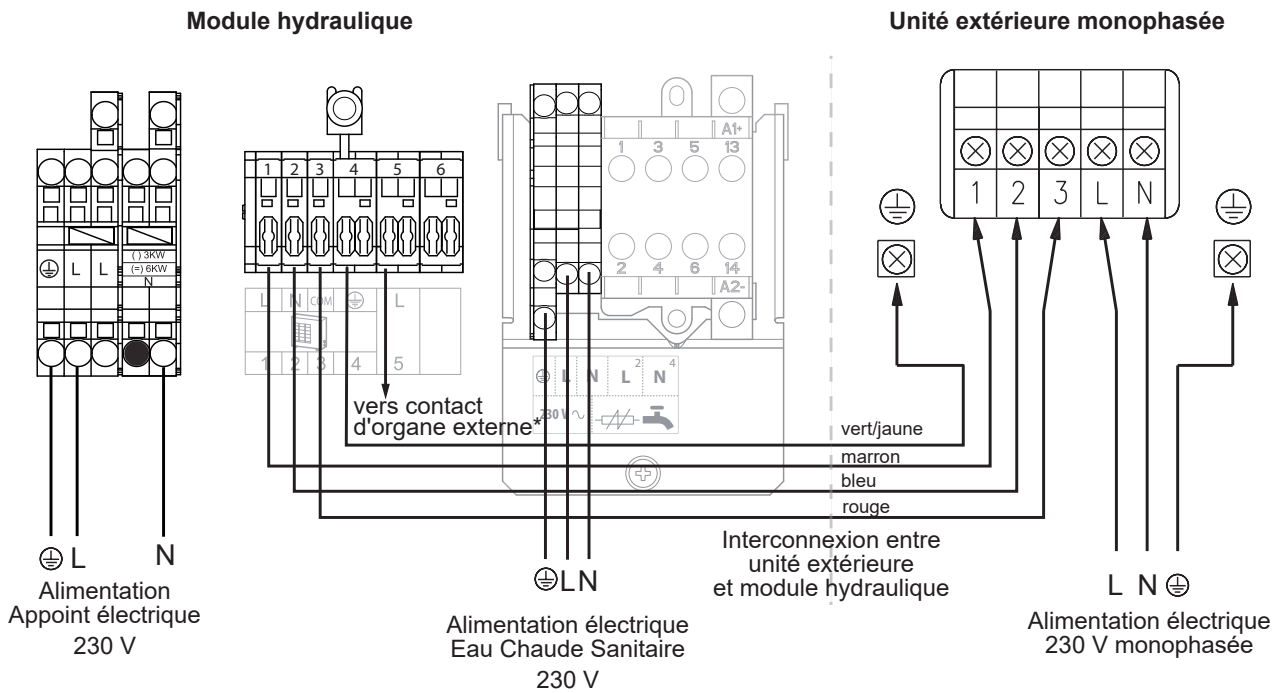 Module hydraulique
Unité extérieure monophasée
L L
( ) 3KW
(=) 6KW
N
1 2 3 4 5 6
L N COM L
1 2 3 4 5
A1+
1 3 5 13
2 4 6 14
A2-
L N L 2 N 4
230 V ~
1 2 3 L N
vers contact
d'organe externe*
vert/jaune
marron
bleu
rouge
Interconnexion entre
unité extérieure
et module hydraulique
L N
Alimentation
Appoint électrique
230 V
L N
Alimentation électrique
Eau Chaude Sanitaire
230 V
L N
Alimentation électrique
230 V monophasée